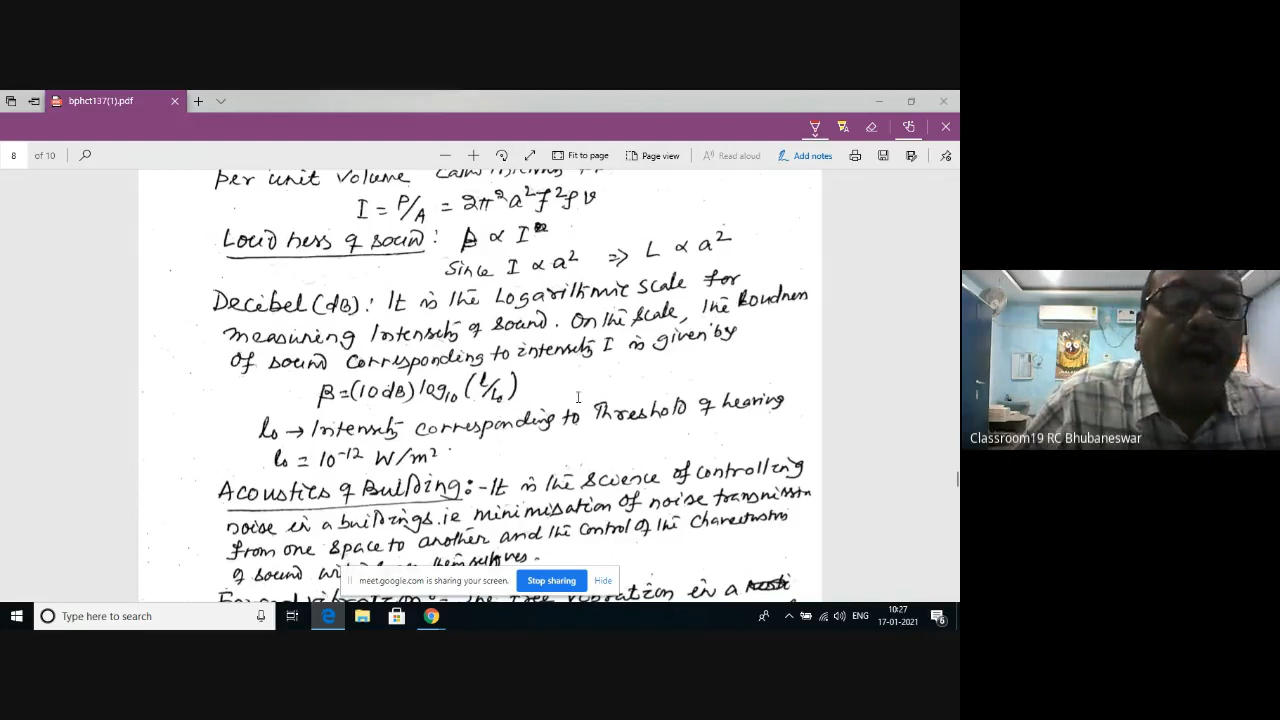 bphct137(1).pdf
8 of 10
Fit to page
Page view
Read aloud
Add notes
per unit volume
I = P/A = 2π²a²f²ρv
Loudness of sound : L ∝ I
Since I ∝ a² ⇒ L ∝ a²
Decibel (dB) : It is the Logarithmic scale for
measuring Intensity of sound. On the scale, the loudness
of sound corresponding to intensity I is given by
β = (10 dB) log₁₀ (I/I₀)
I₀ → Intensity corresponding to Threshold of hearing
I₀ = 10⁻¹² W/m²
Acoustics of Building :- It is the Science of controlling
noise in a buildings. ie minimisation of noise transmission
from one space to another and the control of the characteristics
of sound
themselves.
meet.google.com is sharing your screen.
Stop sharing
Hide
vibration in a
Type here to search
ENG
10:27
17-01-2021
6
Classroom19 RC Bhubaneswar